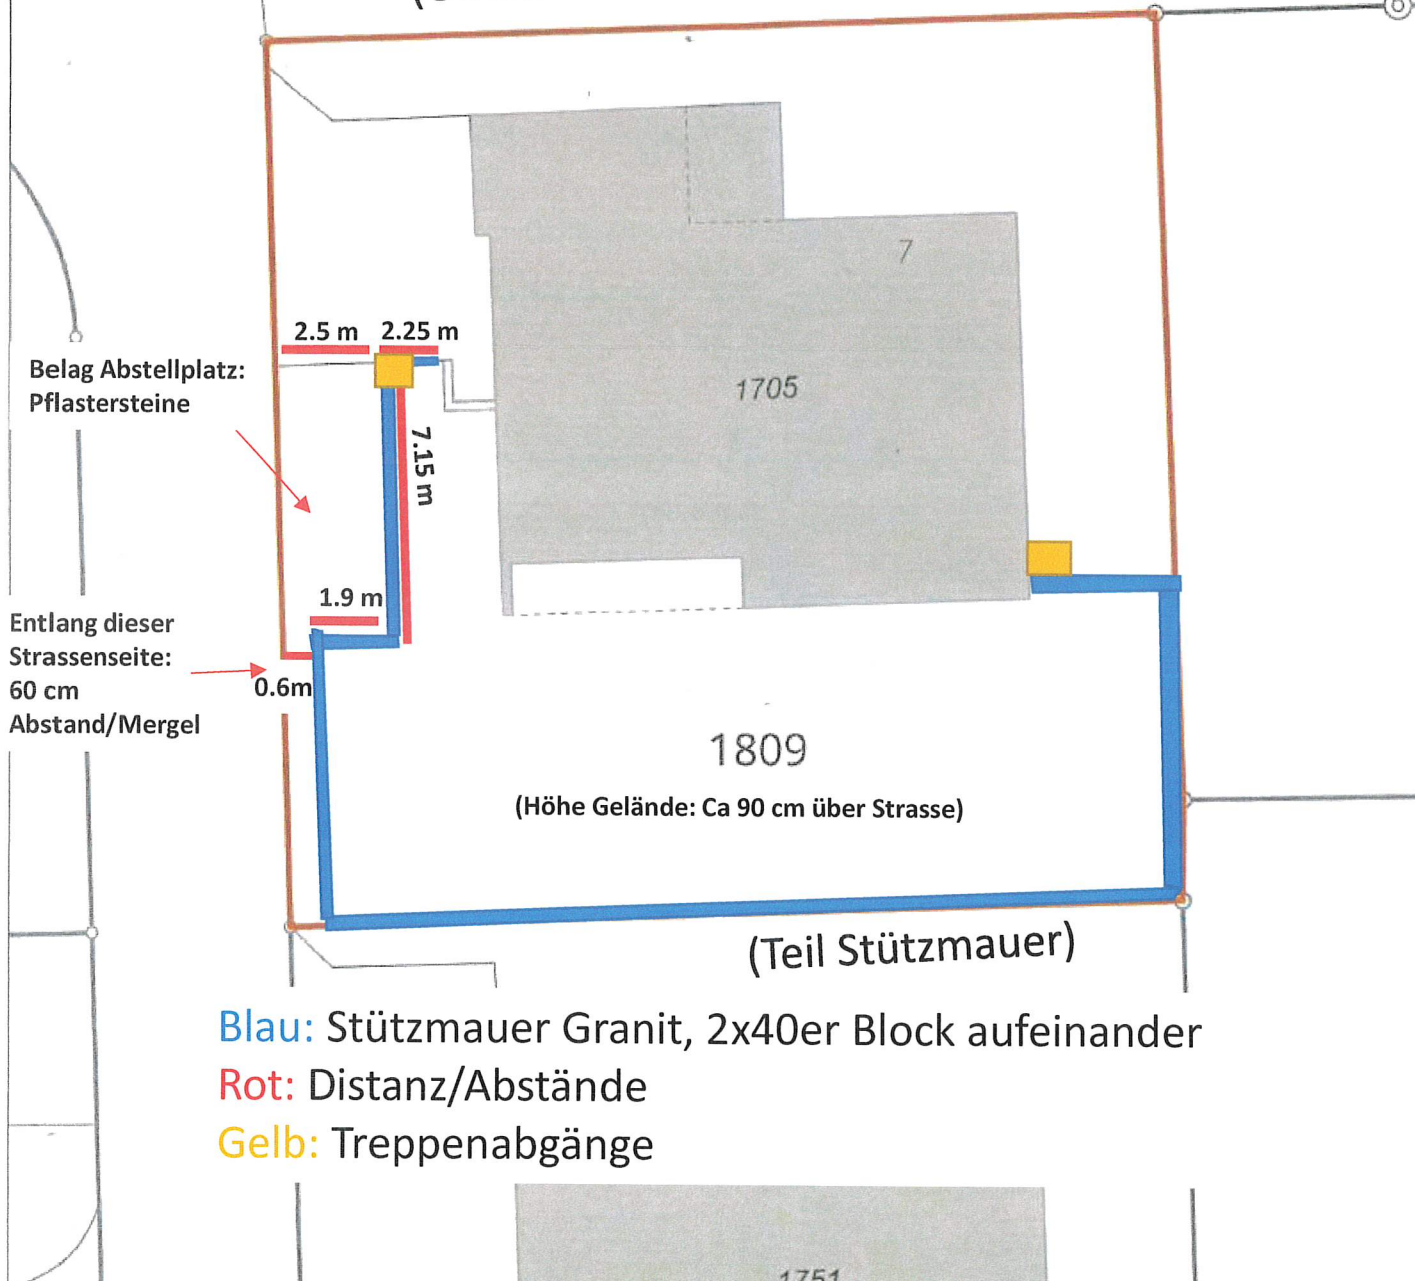 7
2.5 m
2.25 m
Belag Abstellplatz:
Pflastersteine
1705
7.15 m
1.9 m
Entlang dieser
Strassenseite:
60 cm
Abstand/Mergel
0.6m
1809
(Höhe Gelände: Ca 90 cm über Strasse)
(Teil Stützmauer)
Blau: Stützmauer Granit, 2x40er Block aufeinander
Rot: Distanz/Abstände
Gelb: Treppenabgänge
1751